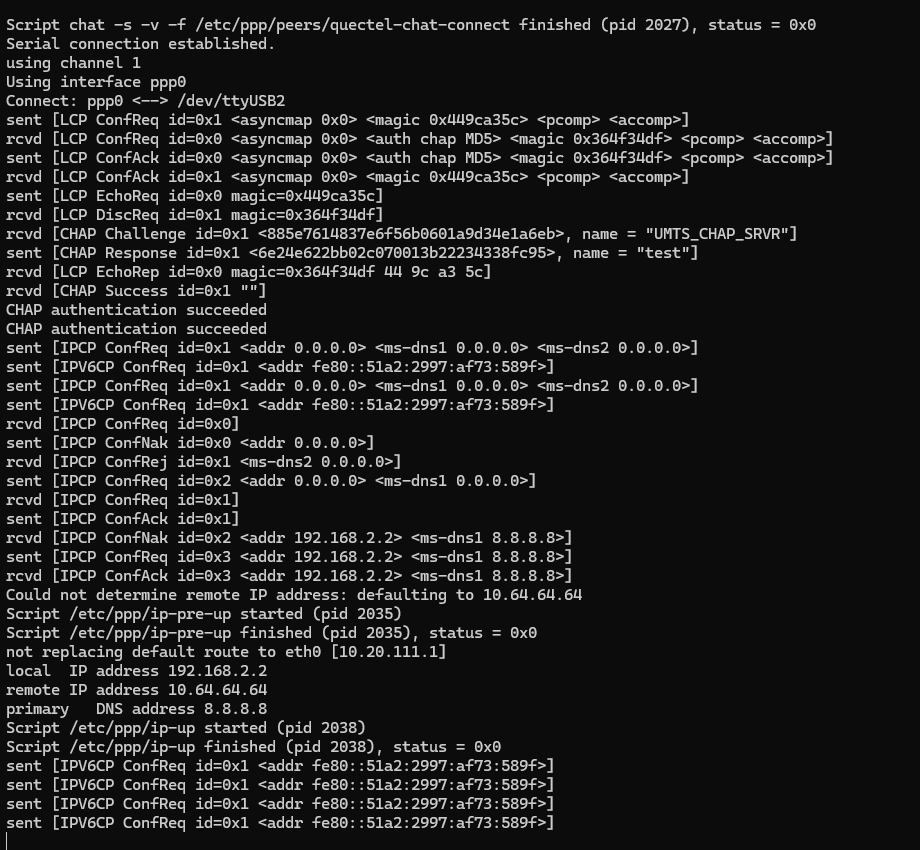 Script chat -s -v -f /etc/ppp/peers/quectel-chat-connect finished (pid 2027), status = 0x0
Serial connection established.
using channel 1
Using interface ppp0
Connect: ppp0 <--> /dev/ttyUSB2
sent [LCP ConfReq id=0x1 <asyncmap 0x0> <magic 0x449ca35c> <pcomp> <accomp>]
rcvd [LCP ConfReq id=0x0 <asyncmap 0x0> <auth chap MD5> <magic 0x364f34df> <pcomp> <accomp>]
sent [LCP ConfAck id=0x0 <asyncmap 0x0> <auth chap MD5> <magic 0x364f34df> <pcomp> <accomp>]
rcvd [LCP ConfAck id=0x1 <asyncmap 0x0> <magic 0x449ca35c> <pcomp> <accomp>]
sent [LCP EchoReq id=0x0 magic=0x449ca35c]
rcvd [LCP DiscReq id=0x1 magic=0x364f34df]
rcvd [CHAP Challenge id=0x1 <885e7614837e6f56b0601a9d34e1a6eb>, name = "UMTS_CHAP_SRVR"]
sent [CHAP Response id=0x1 <6e24e622bb02c070013b22234338fc95>, name = "test"]
rcvd [LCP EchoRep id=0x0 magic=0x364f34df 44 9c a3 5c]
rcvd [CHAP Success id=0x1 ""]
CHAP authentication succeeded
CHAP authentication succeeded
sent [IPCP ConfReq id=0x1 <addr 0.0.0.0> <ms-dns1 0.0.0.0> <ms-dns2 0.0.0.0>]
sent [IPV6CP ConfReq id=0x1 <addr fe80::51a2:2997:af73:589f>]
sent [IPCP ConfReq id=0x1 <addr 0.0.0.0> <ms-dns1 0.0.0.0> <ms-dns2 0.0.0.0>]
sent [IPV6CP ConfReq id=0x1 <addr fe80::51a2:2997:af73:589f>]
rcvd [IPCP ConfReq id=0x0]
sent [IPCP ConfNak id=0x0 <addr 0.0.0.0>]
rcvd [IPCP ConfRej id=0x1 <ms-dns2 0.0.0.0>]
sent [IPCP ConfReq id=0x2 <addr 0.0.0.0> <ms-dns1 0.0.0.0>]
rcvd [IPCP ConfReq id=0x1]
sent [IPCP ConfAck id=0x1]
rcvd [IPCP ConfNak id=0x2 <addr 192.168.2.2> <ms-dns1 8.8.8.8>]
sent [IPCP ConfReq id=0x3 <addr 192.168.2.2> <ms-dns1 8.8.8.8>]
rcvd [IPCP ConfAck id=0x3 <addr 192.168.2.2> <ms-dns1 8.8.8.8>]
Could not determine remote IP address: defaulting to 10.64.64.64
Script /etc/ppp/ip-pre-up started (pid 2035)
Script /etc/ppp/ip-pre-up finished (pid 2035), status = 0x0
not replacing default route to eth0 [10.20.111.1]
local  IP address 192.168.2.2
remote IP address 10.64.64.64
primary   DNS address 8.8.8.8
Script /etc/ppp/ip-up started (pid 2038)
Script /etc/ppp/ip-up finished (pid 2038), status = 0x0
sent [IPV6CP ConfReq id=0x1 <addr fe80::51a2:2997:af73:589f>]
sent [IPV6CP ConfReq id=0x1 <addr fe80::51a2:2997:af73:589f>]
sent [IPV6CP ConfReq id=0x1 <addr fe80::51a2:2997:af73:589f>]
sent [IPV6CP ConfReq id=0x1 <addr fe80::51a2:2997:af73:589f>]